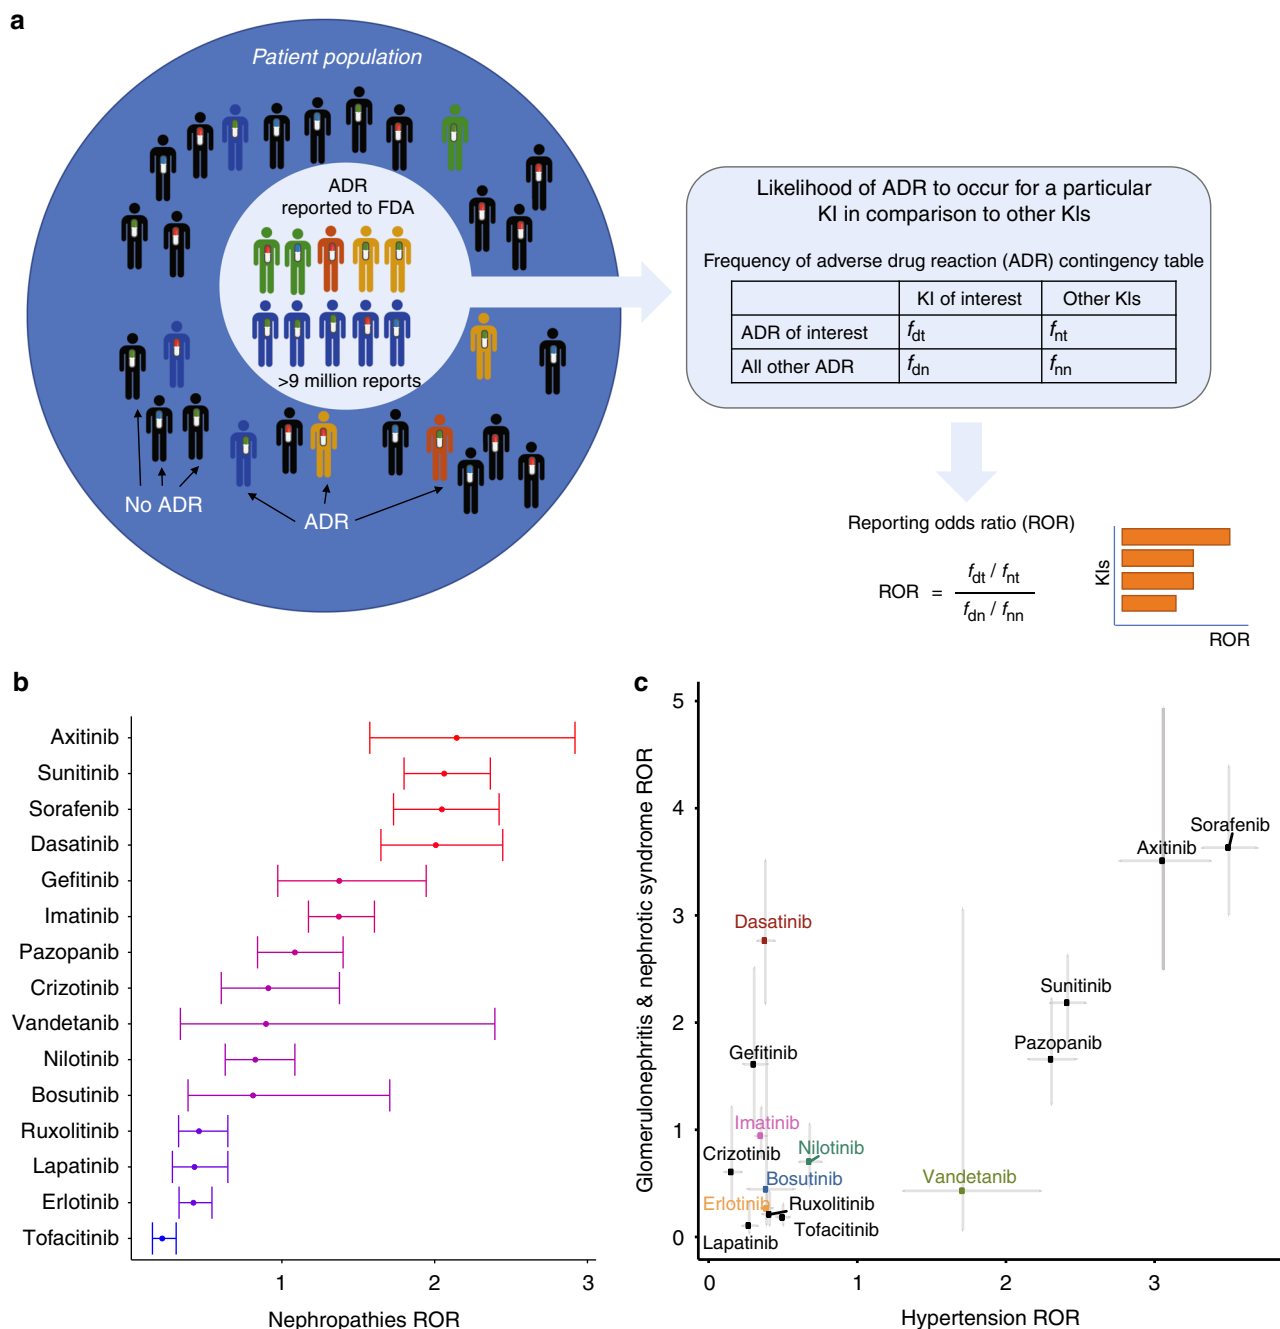 a
Patient population
ADR
reported to FDA
>9 million reports
No ADR
ADR
Likelihood of ADR to occur for a particular
KI in comparison to other KIs
Frequency of adverse drug reaction (ADR) contingency table
KI of interest Other KIs
ADR of interest fdt fnt
All other ADR fdn fnn
Reporting odds ratio (ROR)
ROR = fdt / fnt
fdn / fnn
KIs
ROR
b
Axitinib
Sunitinib
Sorafenib
Dasatinib
Gefitinib
Imatinib
Pazopanib
Crizotinib
Vandetanib
Nilotinib
Bosutinib
Ruxolitinib
Lapatinib
Erlotinib
Tofacitinib
1 2 3
Nephropathies ROR
c
Glomerulonephritis & nephrotic syndrome ROR
5
4
3
2
1
0
Sorafenib
Axitinib
Dasatinib
Sunitinib
Pazopanib
Gefitinib
Imatinib
Crizotinib
Nilotinib
Bosutinib
Vandetanib
Erlotinib
Ruxolitinib
Tofacitinib
Lapatinib
0 1 2 3
Hypertension ROR